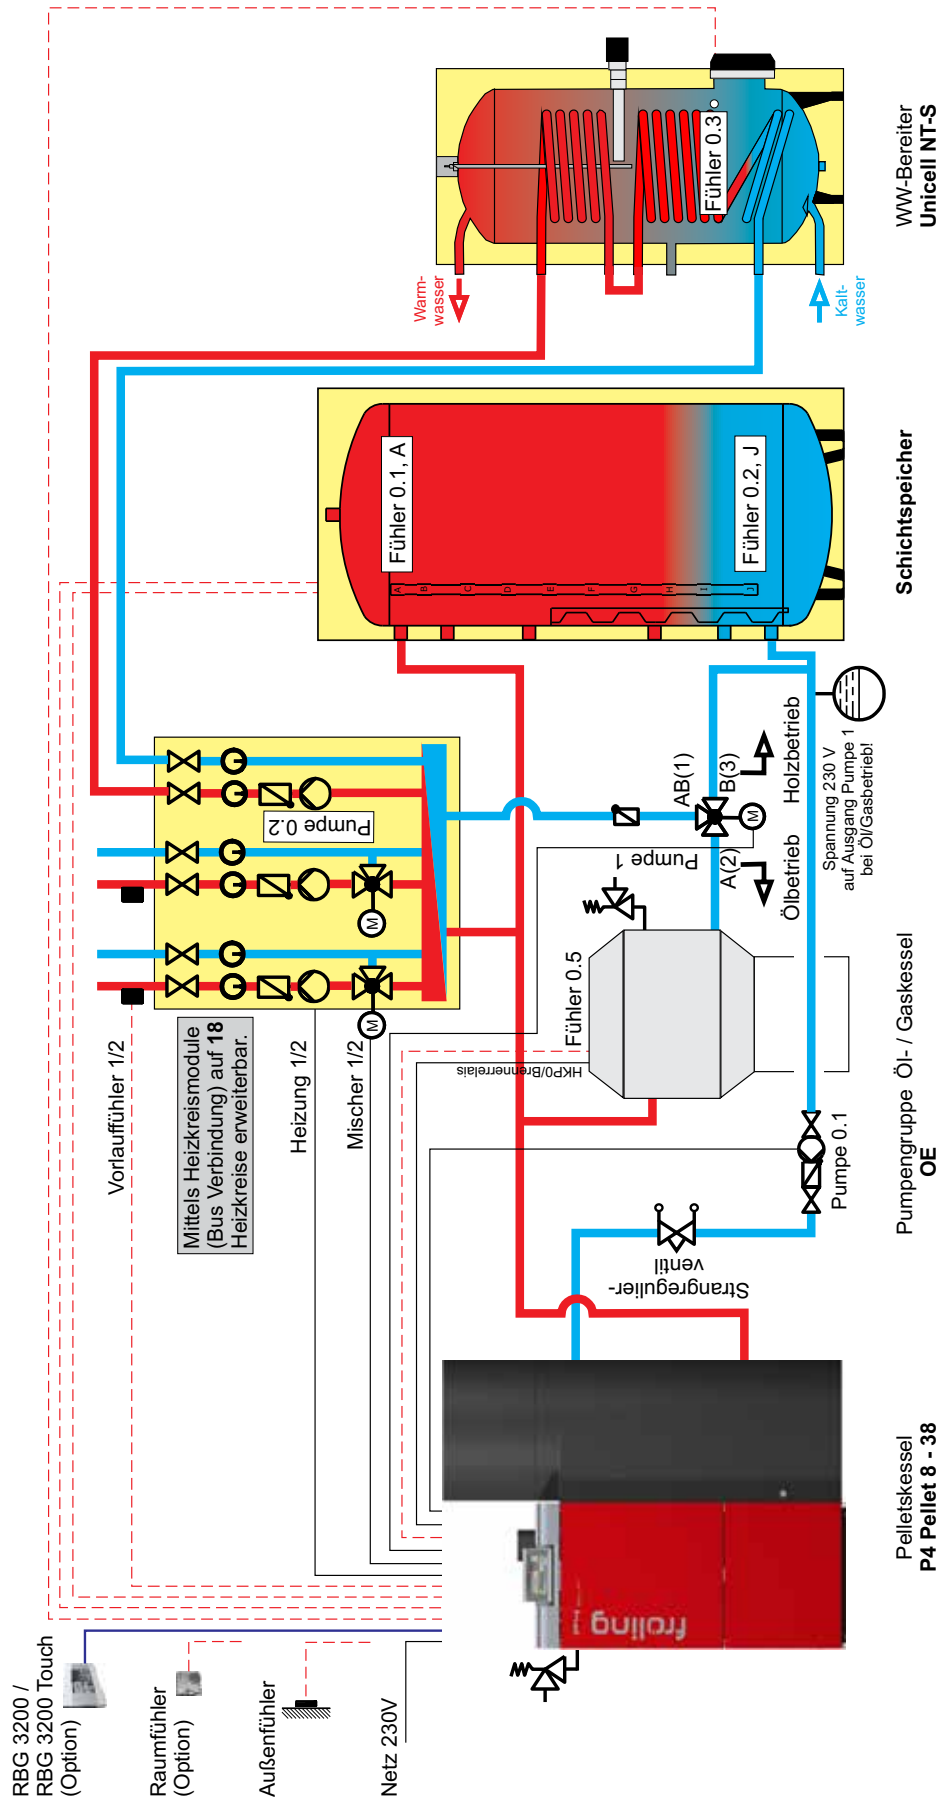 RBG 3200 /
RBG 3200 Touch
(Option)
Raumfühler
(Option)
Außenfühler
Netz 230V
Vorlauffühler 1/2
Mittels Heizkreismodule
(Bus Verbindung) auf 18
Heizkreise erweiterbar.
Heizung 1/2
Mischer 1/2
M
M
Pumpe 0.2
HKP0/Brennerrelais
Fühler 0.5
Pumpe
1
AB(1)
B(3)
A(2)
M
Ölbetrieb
Holzbetrieb
Spannung 230 V
auf Ausgang Pumpe 1
bei Öl/Gasbetrieb!
Strangregulier-
ventil
Pumpe 0.1
fröling
Fühler 0.1, A
Fühler 0.2, J
A
B
C
D
E
F
G
H
I
J
Warm-
wasser
Kalt-
wasser
Fühler 0.3
Pelletskessel
P4 Pellet 8 - 38
Pumpengruppe
OE
Öl- / Gaskessel
Schichtspeicher
WW-Bereiter
Unicell NT-S